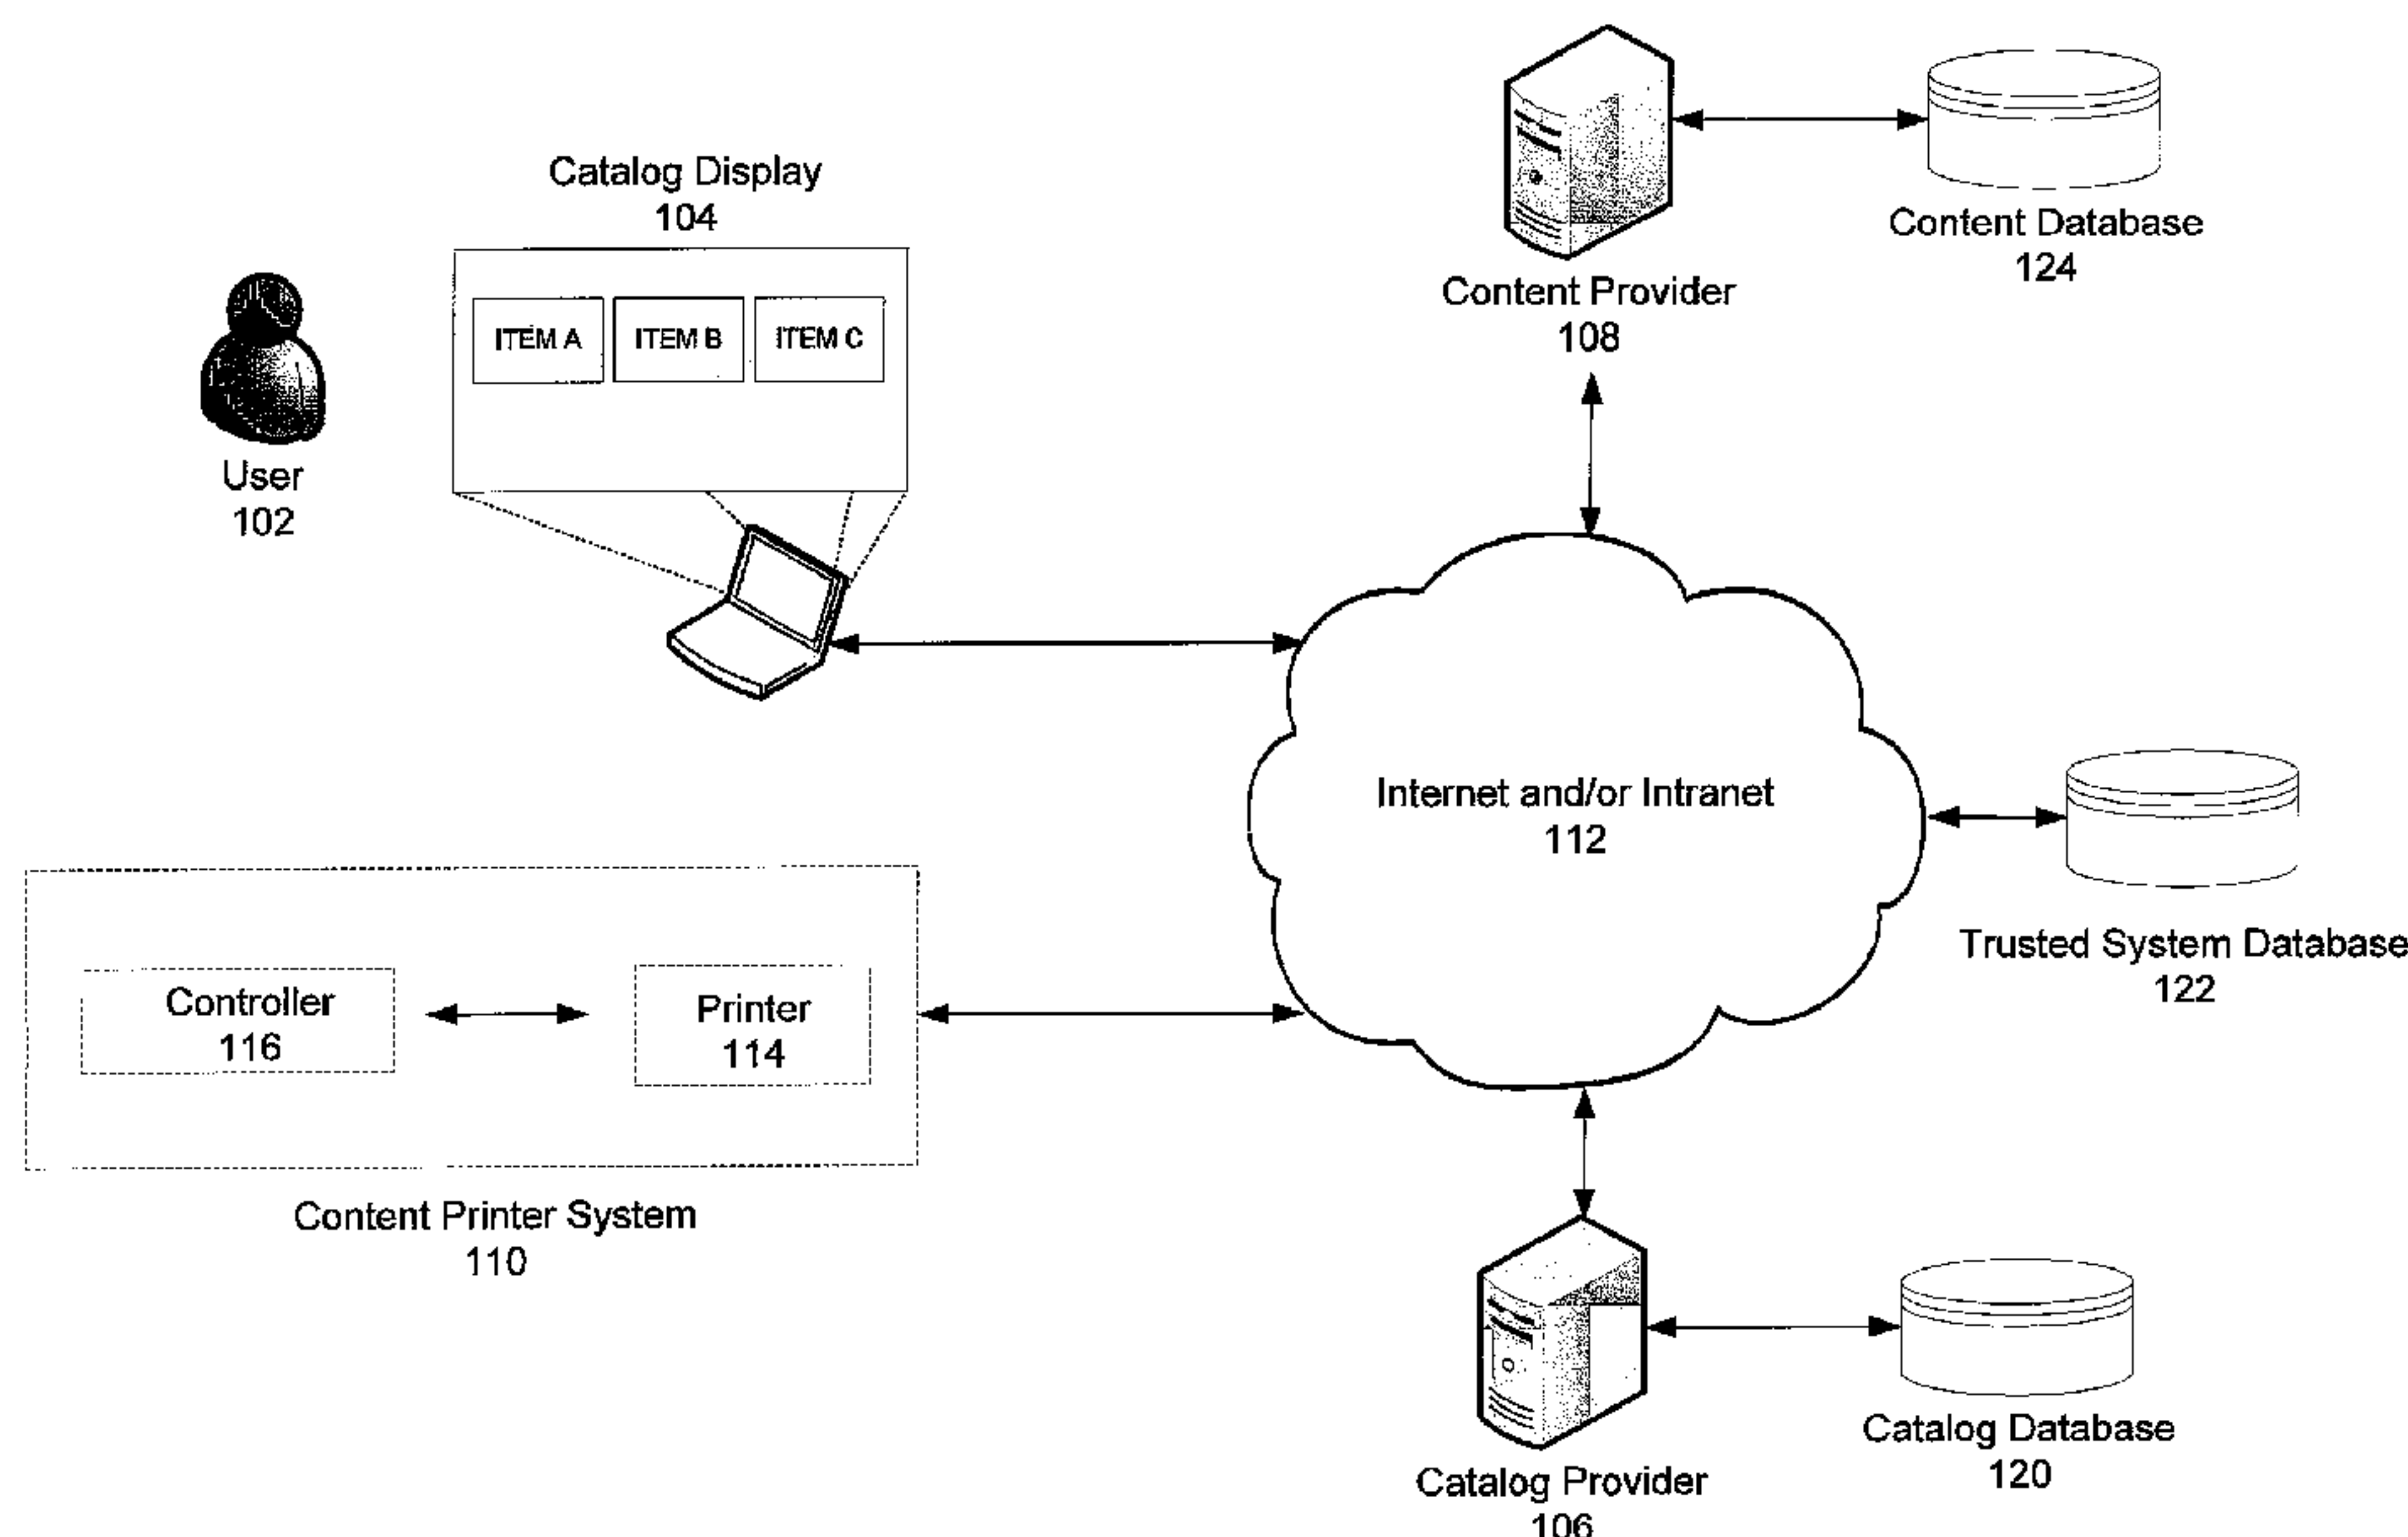 Catalog Display
104
ITEM A
ITEM B
ITEM C
User
102
Content Provider
108
Content Database
124
Internet and/or Intranet
112
Trusted System Database
122
Controller
116
Printer
114
Content Printer System
110
Catalog Provider
106
Catalog Database
120